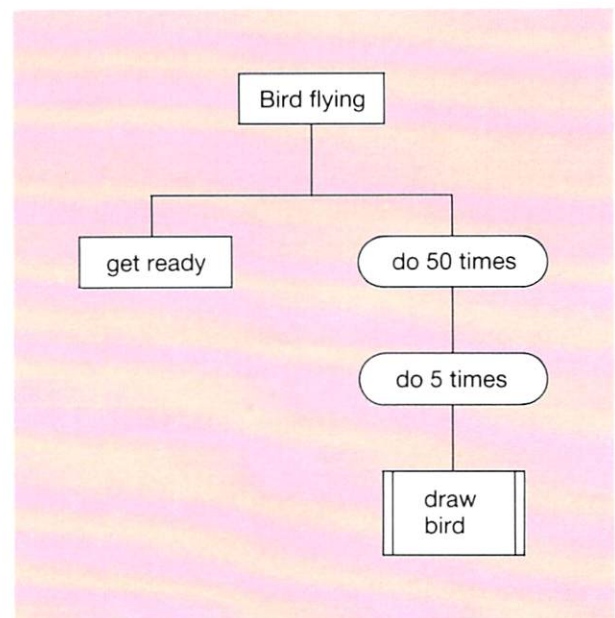 Bird flying
get ready
do 50 times
do 5 times
draw
bird